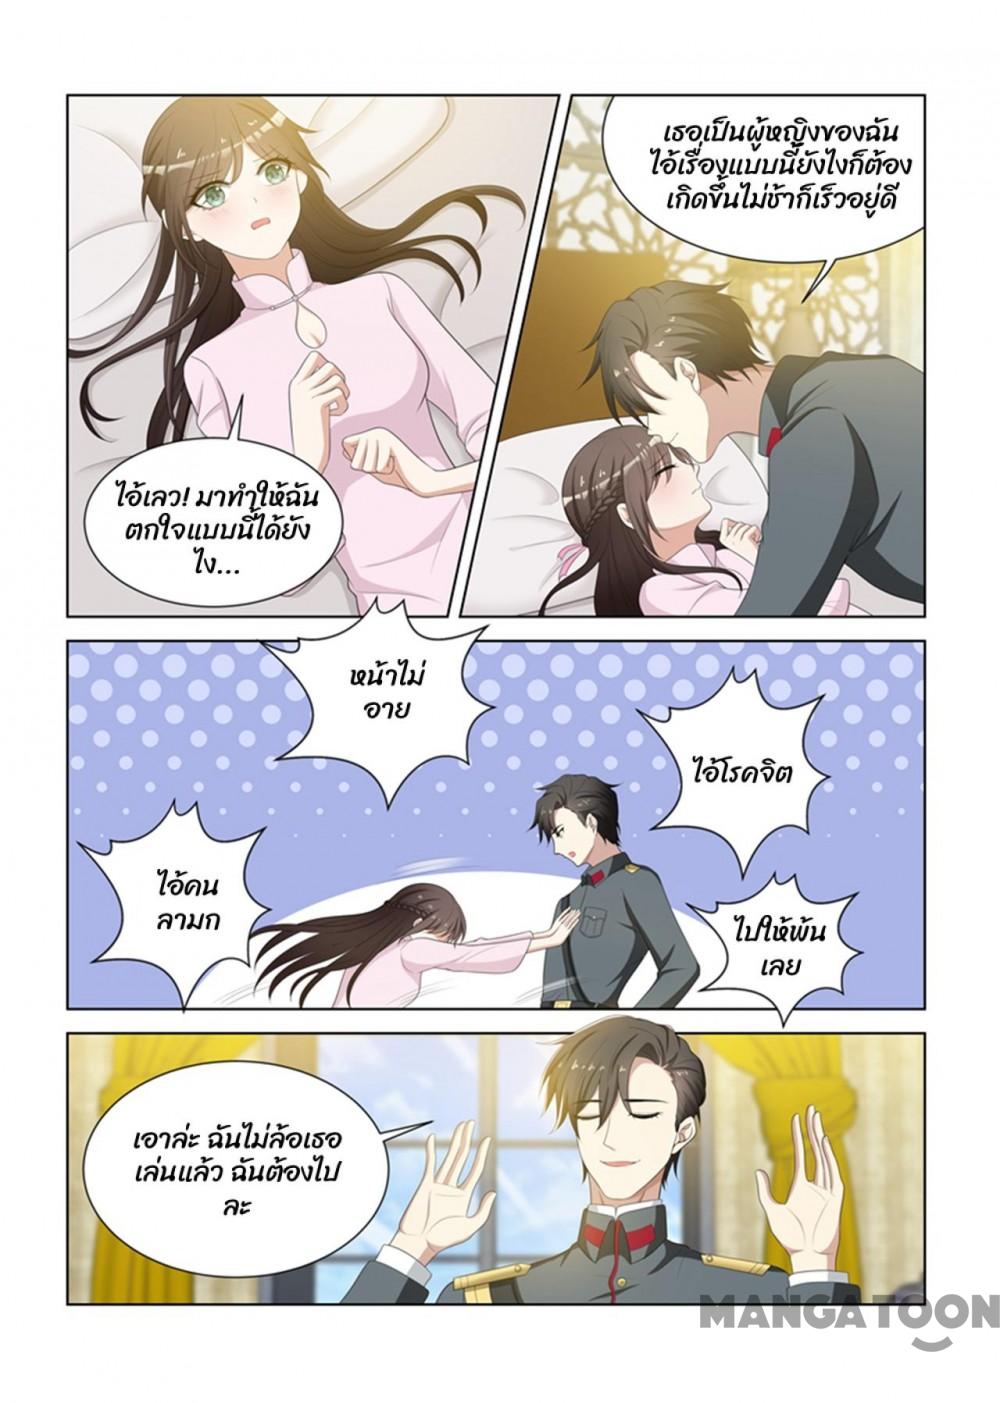 ไอ้เลว! มาทำให้ฉัน
ตกใจแบบนี้ได้ยัง
ไง...
เธอเป็นผู้หญิงของฉัน
ไอ้เรื่องแบบนี้ยังไงก็ต้อง
เกิดขึ้นไม่ช้าก็เร็วอยู่ดี
หน้าไม่
อาย
ไอ้โรคจิต
ไอ้คน
ลามก
ไปให้พ้น
เลย
เอาล่ะ ฉันไม่ล้อเธอ
เล่นแล้ว ฉันต้องไป
ละ
MANGATOON